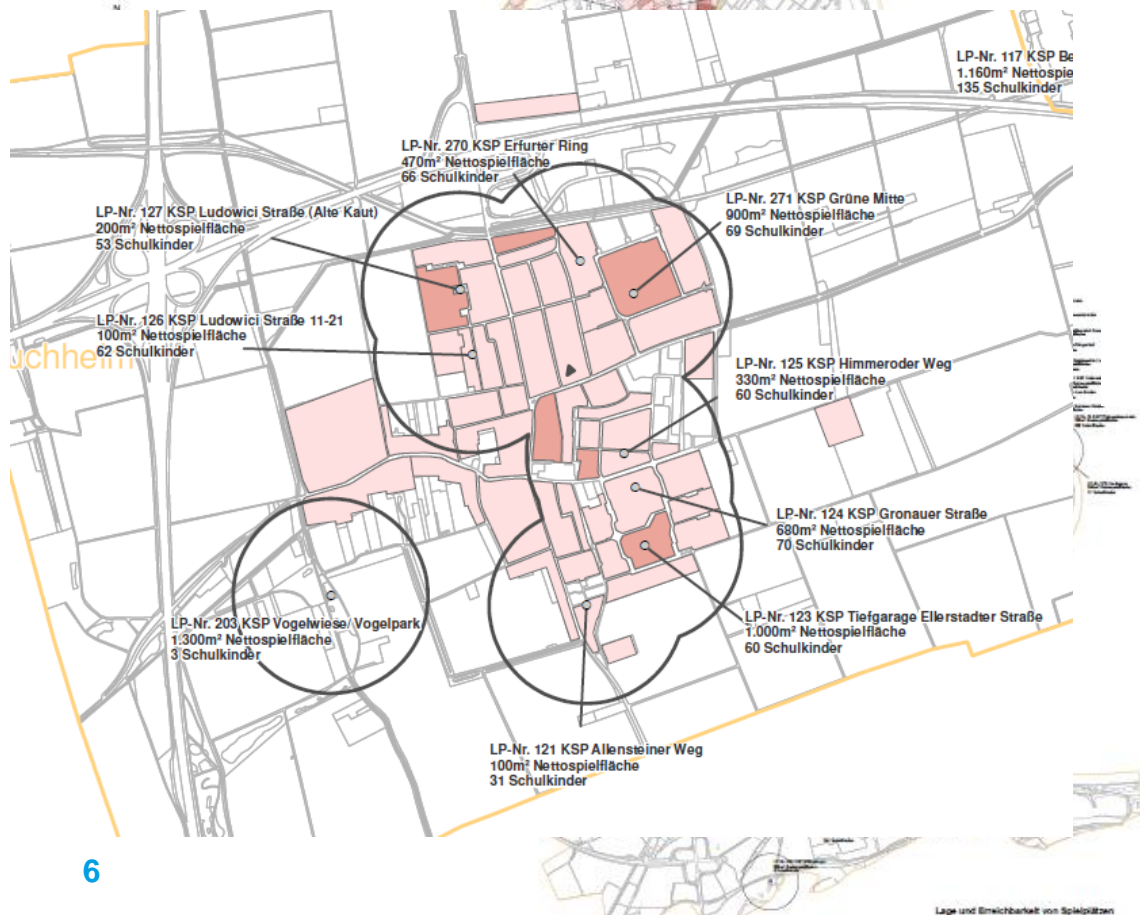 N
LP-Nr. 117 KSP Be
1.160m² Nettospie
135 Schulkinder
LP-Nr. 270 KSP Erfurter Ring
470m² Nettospielfläche
66 Schulkinder
LP-Nr. 271 KSP Grüne Mitte
900m² Nettospielfläche
69 Schulkinder
LP-Nr. 127 KSP Ludowici Straße (Alte Kaut)
200m² Nettospielfläche
53 Schulkinder
LP-Nr. 126 KSP Ludowici Straße 11-21
100m² Nettospielfläche
62 Schulkinder
uchheim
LP-Nr. 125 KSP Himmeroder Weg
330m² Nettospielfläche
60 Schulkinder
LP-Nr. 124 KSP Gronauer Straße
680m² Nettospielfläche
70 Schulkinder
LP-Nr. 203 KSP Vogelwiese/ Vogelpark
1.300m² Nettospielfläche
3 Schulkinder
LP-Nr. 123 KSP Tiefgarage Ellerstadter Straße
1.000m² Nettospielfläche
60 Schulkinder
LP-Nr. 121 KSP Allensteiner Weg
100m² Nettospielfläche
31 Schulkinder
6
Lage und Erreichbarkeit von Spielplätzen